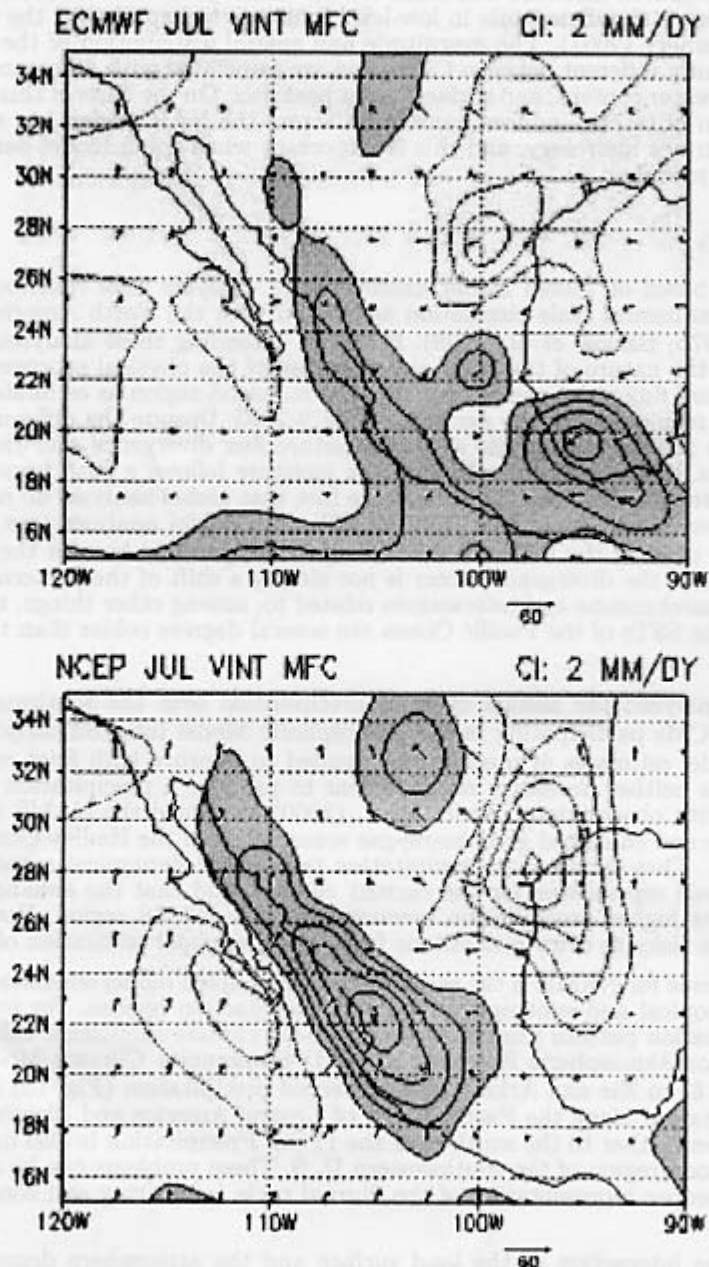 ECMWF JUL VINT MFC CI: 2 MM/DY
34N
32N
30N
28N
26N
24N
22N
20N
18N
16N
120W 110W 100W 90W
60
NCEP JUL VINT MFC CI: 2 MM/DY
34N
32N
30N
28N
26N
24N
22N
20N
18N
16N
120W 110W 100W 90W
60